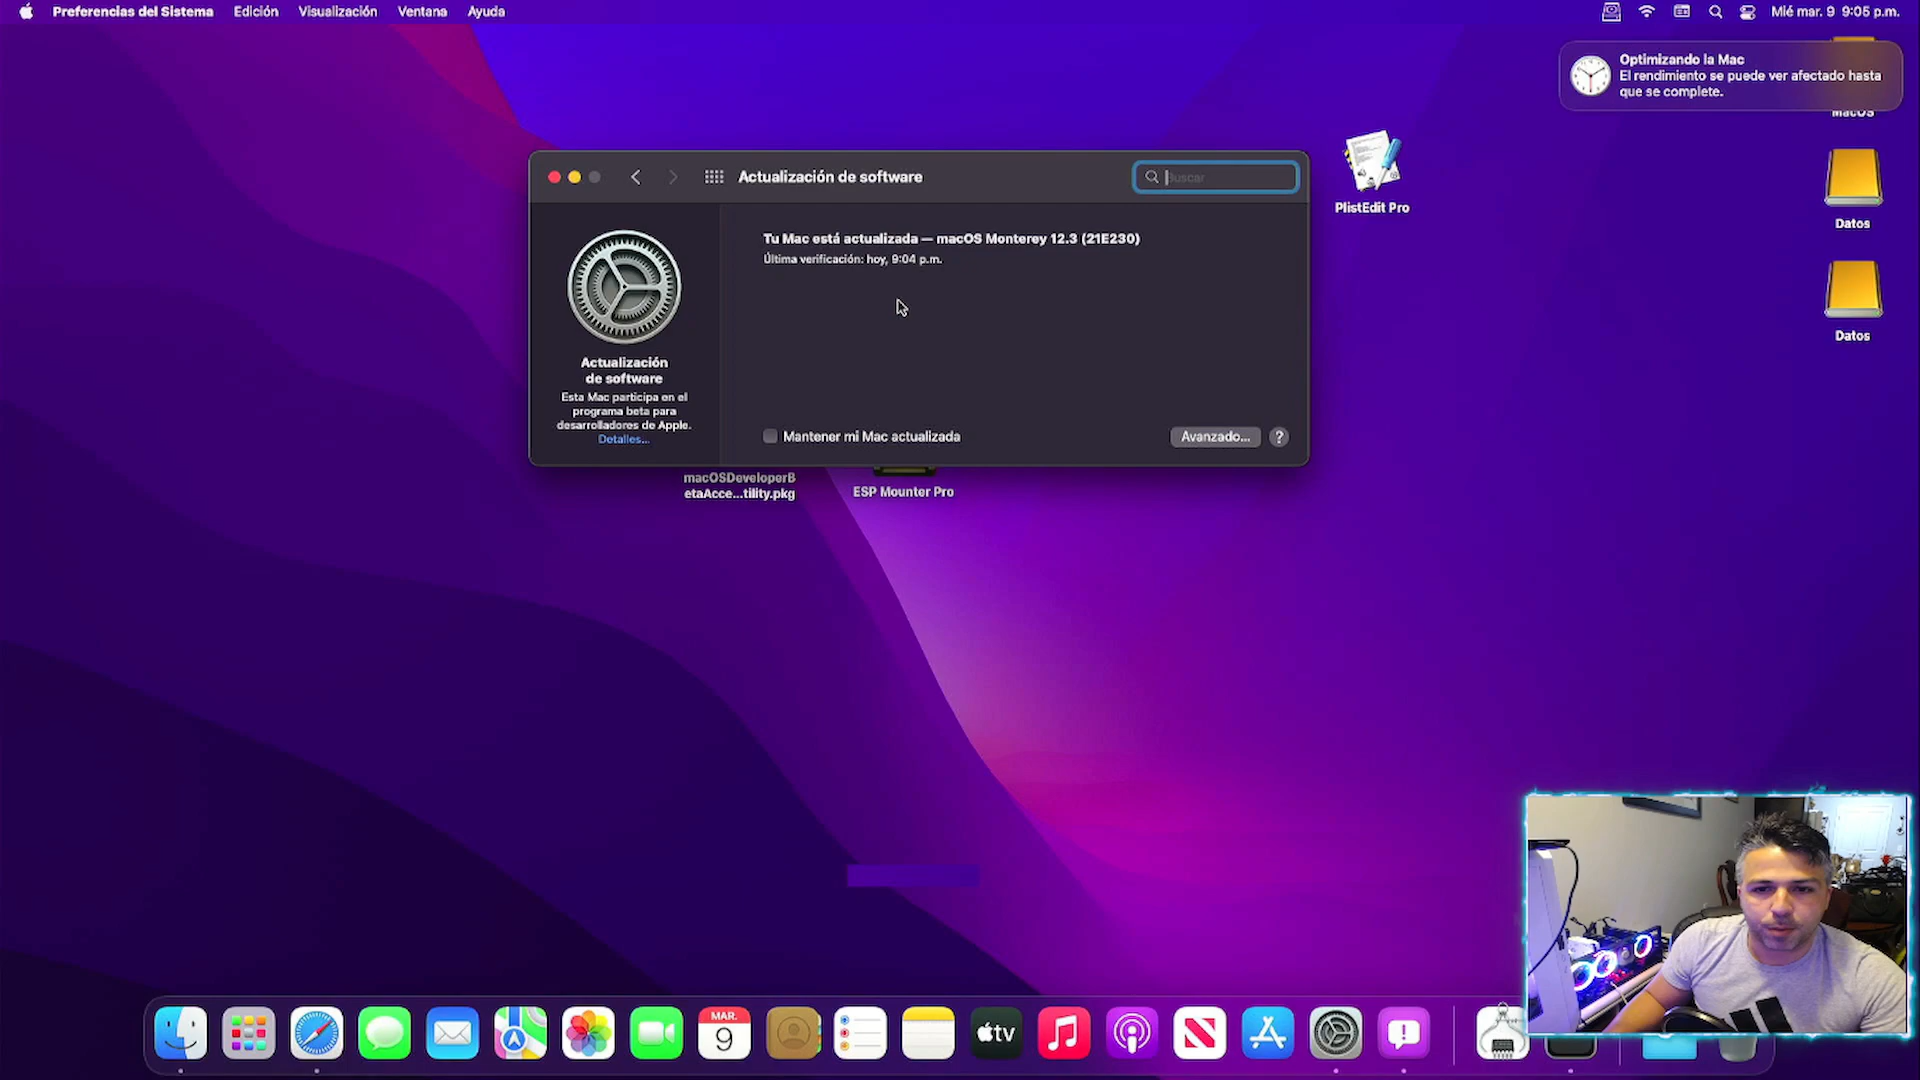 Preferencias del Sistema Edición Visualización Ventana Ayuda
Mié mar. 9 9:05 p.m.
Optimizando la Mac
El rendimiento se puede ver afectado hasta
que se complete.
MacOS
Actualización de software
Buscar
PlistEdit Pro
Datos
Tu Mac está actualizada — macOS Monterey 12.3 (21E230)
Última verificación: hoy, 9:04 p.m.
Datos
Actualización
de software
Esta Mac participa en el
programa beta para
desarrolladores de Apple.
Detalles...
Mantener mi Mac actualizada
Avanzado...
?
macOSDeveloperB
etaAcce...tility.pkg
ESP Mounter Pro
MAR.
9
tv